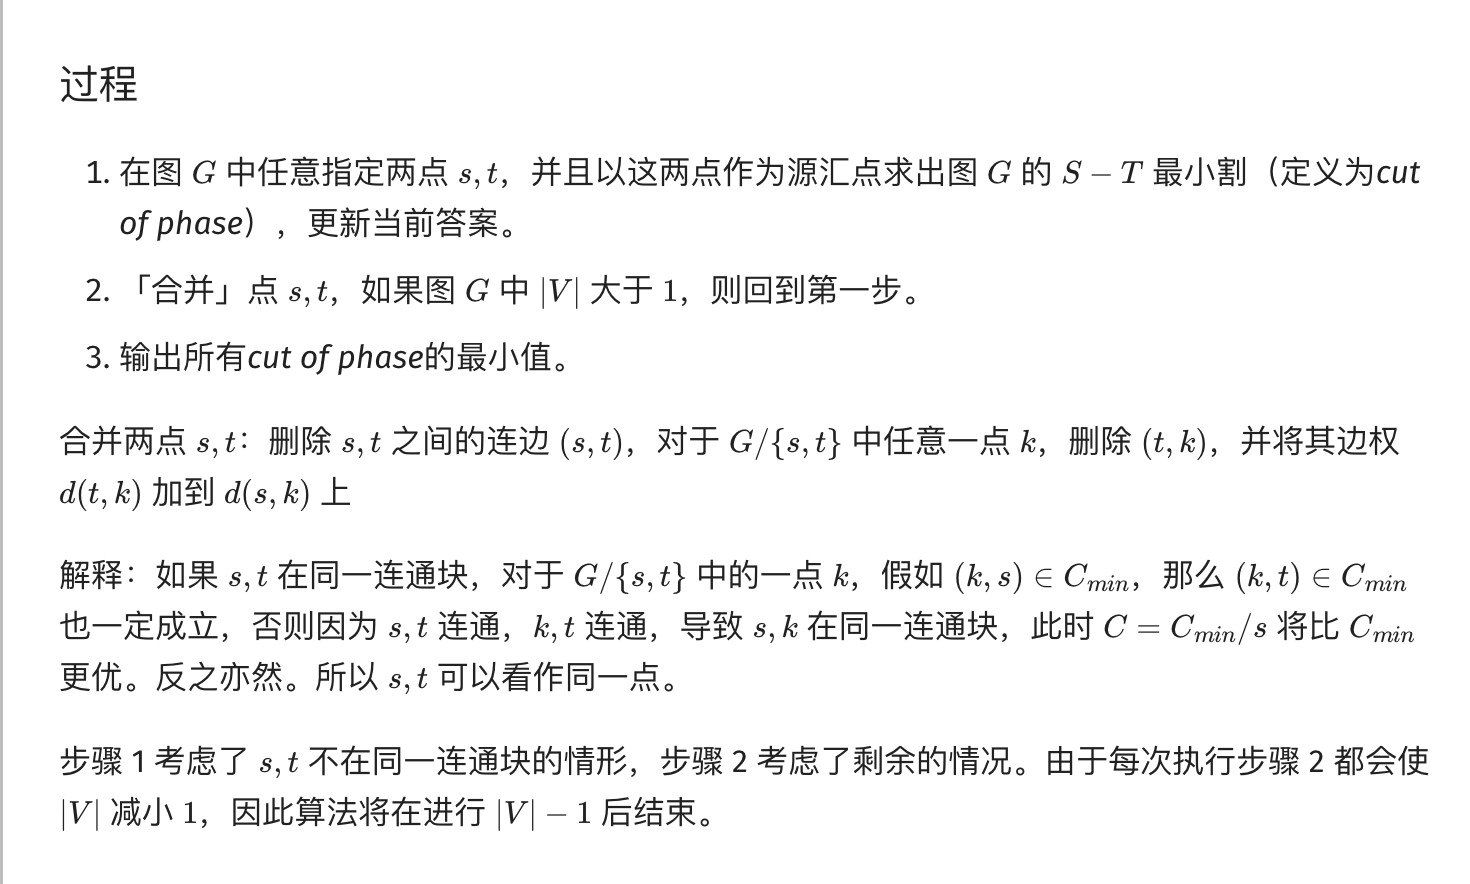 过程
1. 在图 G 中任意指定两点 s, t，并且以这两点作为源汇点求出图 G 的 S − T 最小割（定义为cut
of phase），更新当前答案。
2. 「合并」点 s, t，如果图 G 中 |V| 大于 1，则回到第一步。
3. 输出所有cut of phase的最小值。
合并两点 s, t：删除 s, t 之间的连边 (s, t)，对于 G/{s, t} 中任意一点 k，删除 (t, k)，并将其边权
d(t, k) 加到 d(s, k) 上
解释：如果 s, t 在同一连通块，对于 G/{s, t} 中的一点 k，假如 (k, s) ∈ C_{min}，那么 (k, t) ∈ C_{min}
也一定成立，否则因为 s, t 连通，k, t 连通，导致 s, k 在同一连通块，此时 C = C_{min}/s 将比 C_{min}
更优。反之亦然。所以 s, t 可以看作同一点。
步骤 1 考虑了 s, t 不在同一连通块的情形，步骤 2 考虑了剩余的情况。由于每次执行步骤 2 都会使
|V| 减小 1，因此算法将在进行 |V| − 1 后结束。